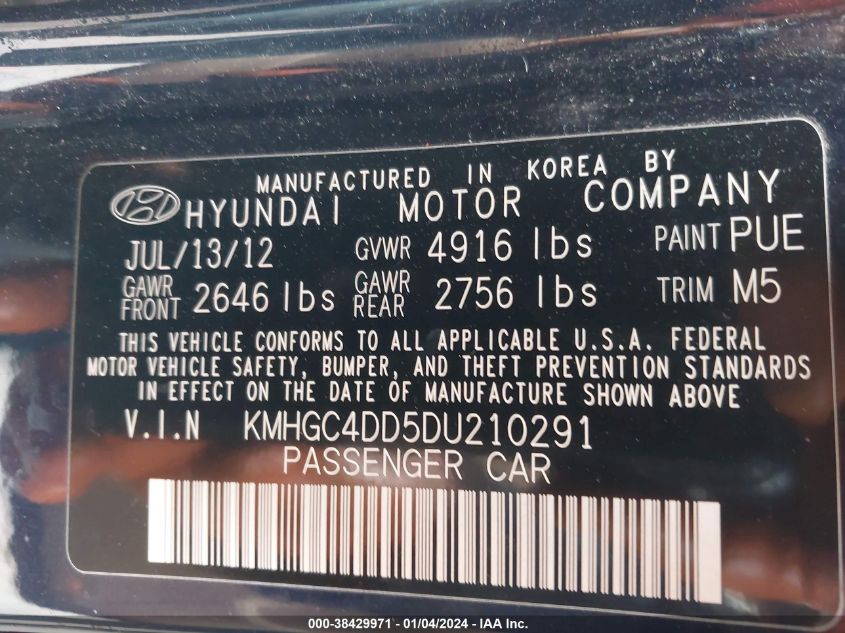 MANUFACTURED IN KOREA BY
HYUNDAI MOTOR COMPANY
JUL/13/12 GVWR 4916 lbs PAINT PUE
GAWR FRONT 2646 lbs GAWR REAR 2756 lbs TRIM M5
THIS VEHICLE CONFORMS TO ALL APPLICABLE U.S.A. FEDERAL
MOTOR VEHICLE SAFETY, BUMPER, AND THEFT PREVENTION STANDARDS
IN EFFECT ON THE DATE OF MANUFACTURE SHOWN ABOVE
V.I.N KMHGC4DD5DU210291
PASSENGER CAR
000-38429971 - 01/04/2024 - IAA Inc.